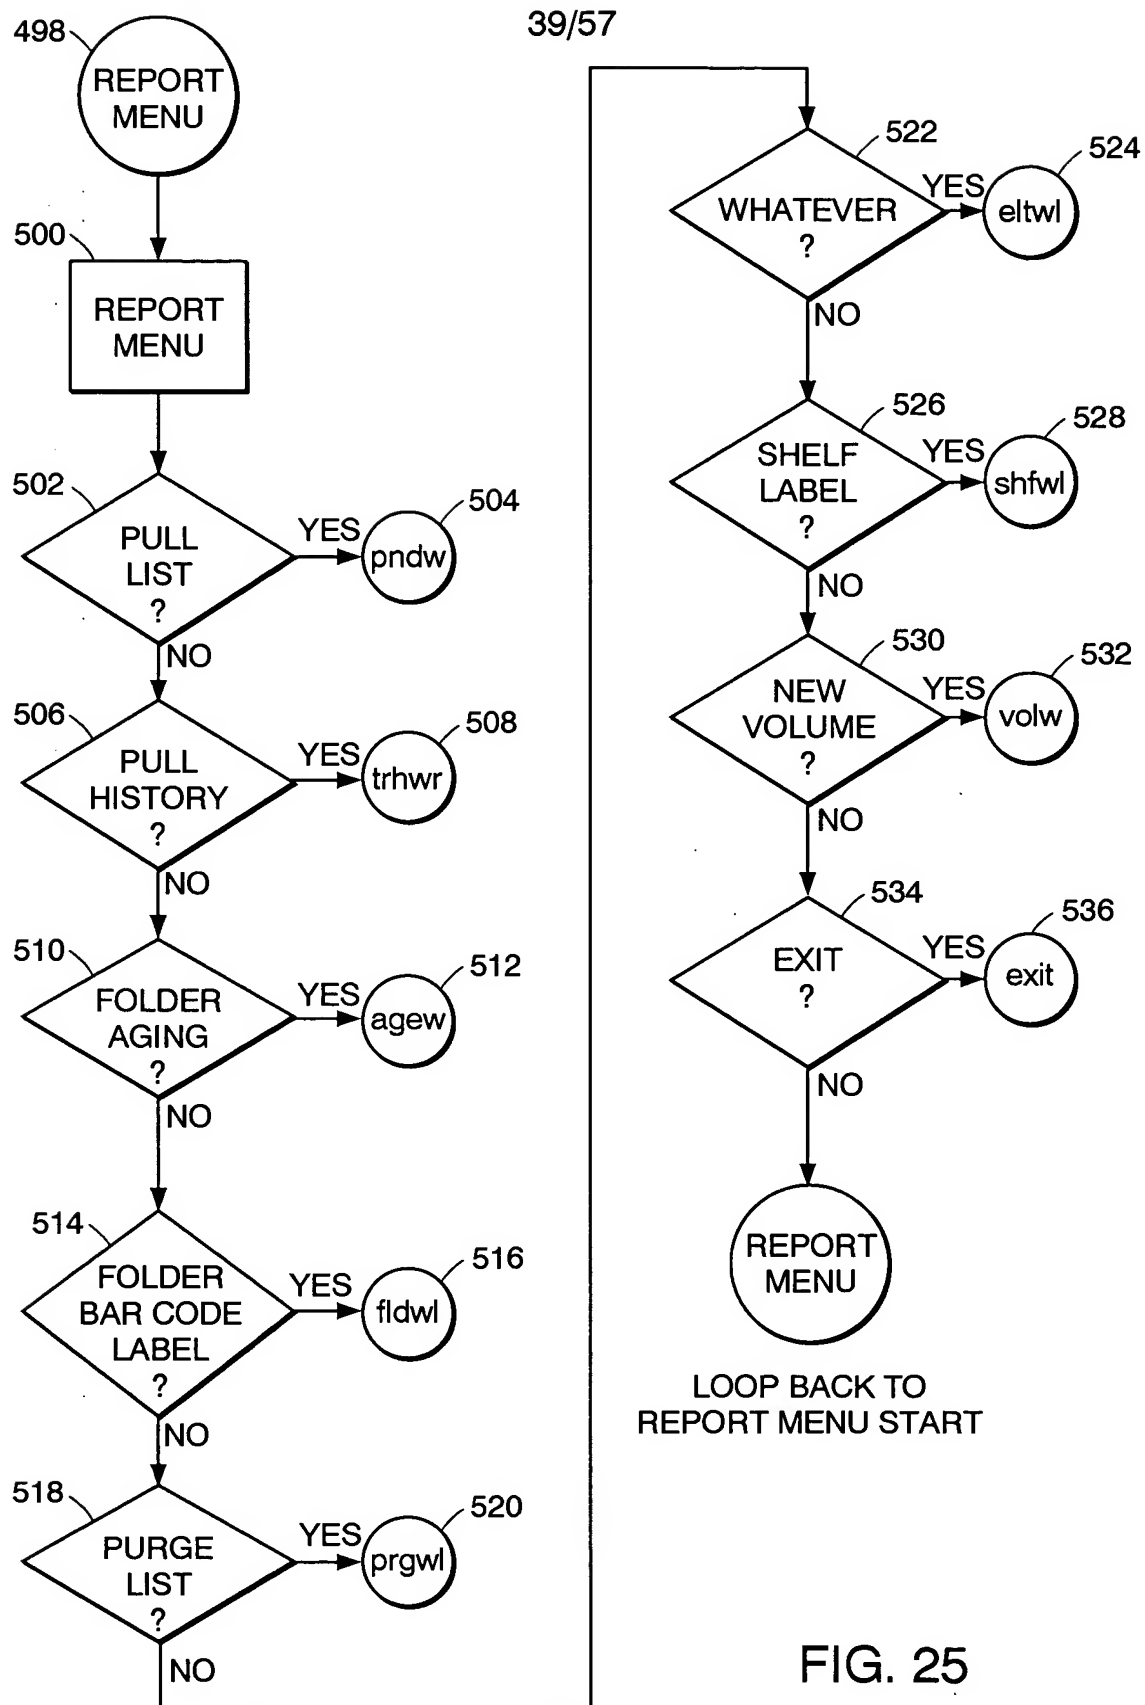 39/57
498
REPORT
MENU
500
REPORT
MENU
502
PULL
LIST
?
YES
pndw
504
NO
506
PULL
HISTORY
?
YES
trhwr
508
NO
510
FOLDER
AGING
?
YES
agew
512
NO
514
FOLDER
BAR CODE
LABEL
?
YES
fldwl
516
NO
518
PURGE
LIST
?
YES
prgwl
520
NO
522
WHATEVER
?
YES
eltwl
524
NO
526
SHELF
LABEL
?
YES
shfwl
528
NO
530
NEW
VOLUME
?
YES
volw
532
NO
534
EXIT
?
YES
exit
536
NO
REPORT
MENU
LOOP BACK TO
REPORT MENU START
FIG. 25